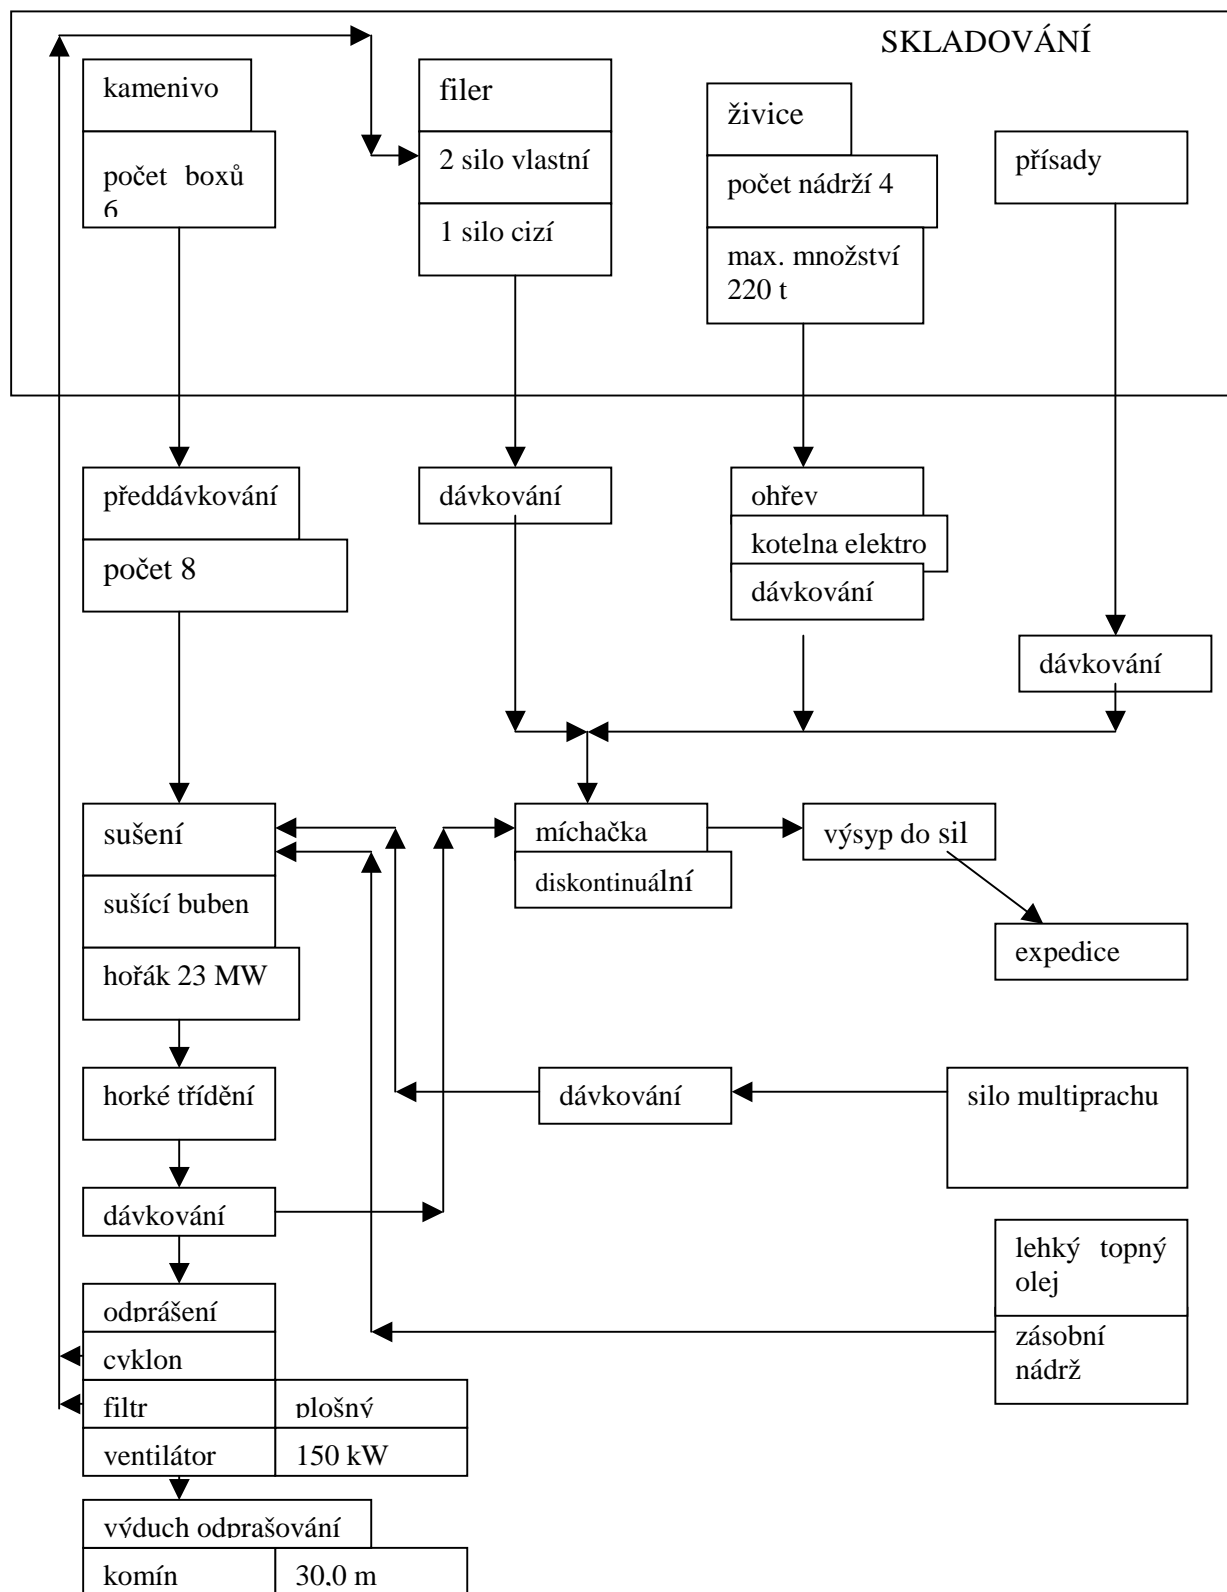 SKLADOVÁNÍ
kamenivo
počet boxů
6
filer
2 silo vlastní
1 silo cizí
živice
počet nádrží 4
max. množství
220 t
přísady
předdávkování
počet 8
dávkování
ohřev
kotelna elektro
dávkování
dávkování
sušení
sušící buben
hořák 23 MW
míchačka
diskontinuální
výsyp do sil
expedice
horké třídění
dávkování
silo multiprachu
dávkování
lehký topný
olej
zásobní
nádrž
odprášení
cyklon
filtr plošný
ventilátor 150 kW
výduch odprašování
komín 30,0 m